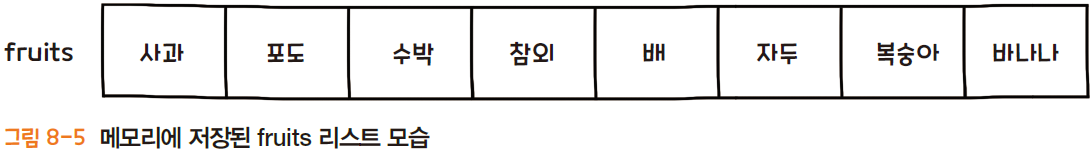 fruits 사과 포도 수박 참외 배 자두 복숭아 바나나
그림 8-5 메모리에 저장된 fruits 리스트 모습